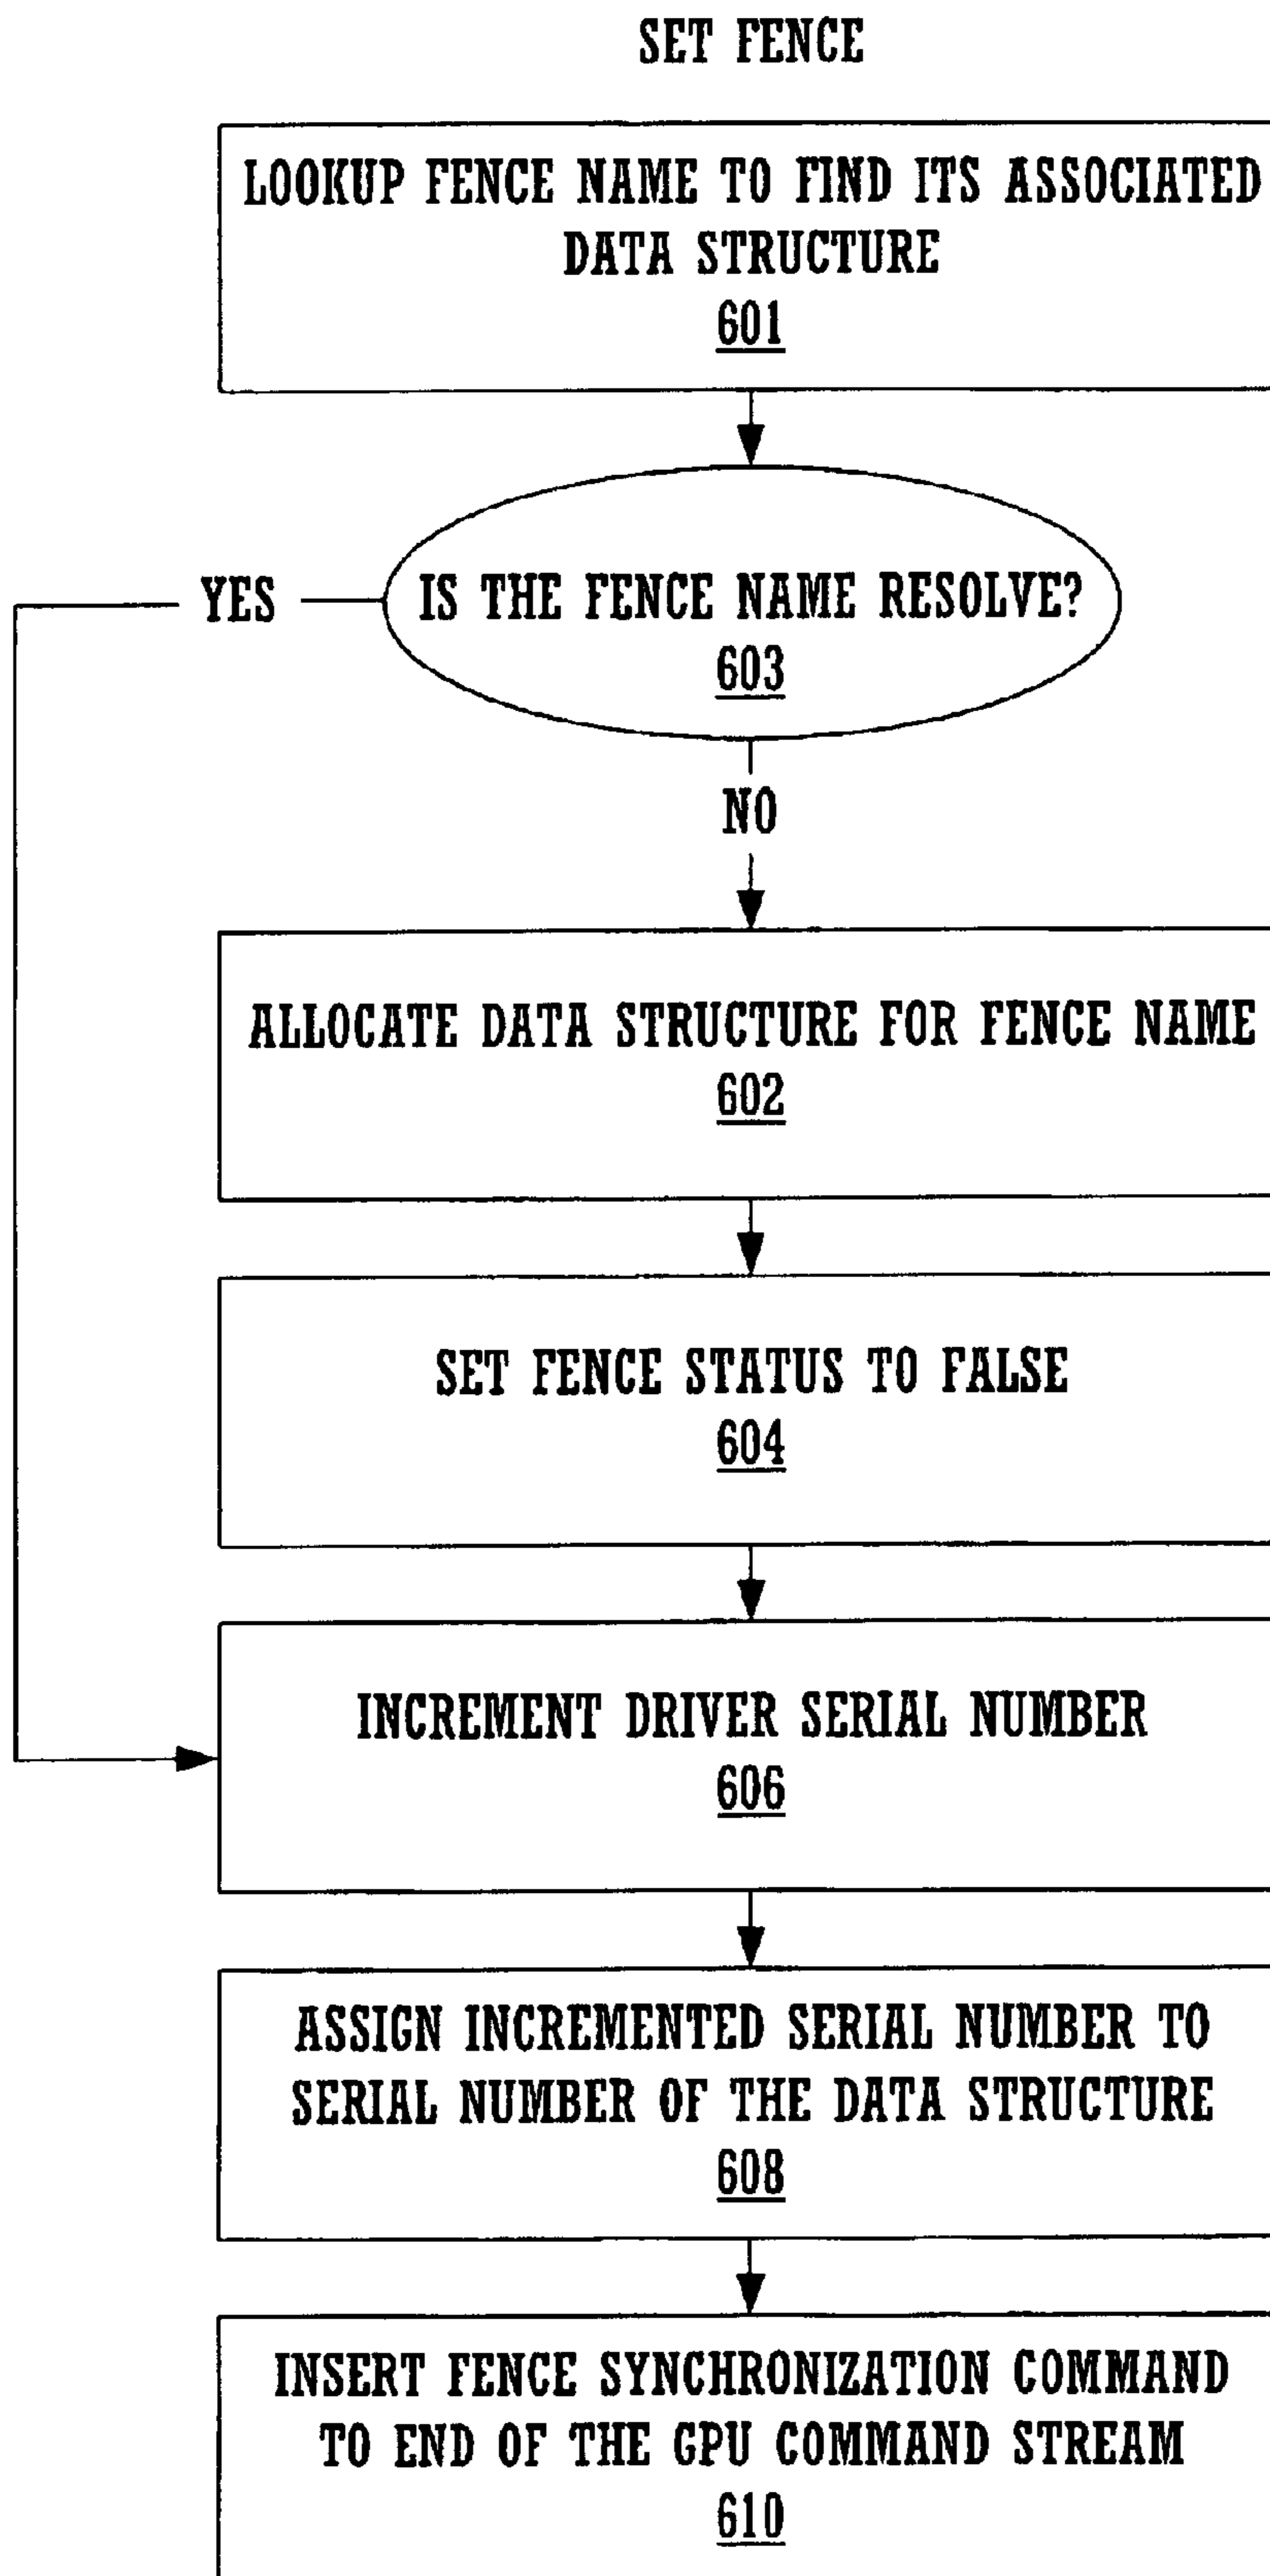 SET FENCE
LOOKUP FENCE NAME TO FIND ITS ASSOCIATED
DATA STRUCTURE
601
YES
IS THE FENCE NAME RESOLVE?
603
NO
ALLOCATE DATA STRUCTURE FOR FENCE NAME
602
SET FENCE STATUS TO FALSE
604
INCREMENT DRIVER SERIAL NUMBER
606
ASSIGN INCREMENTED SERIAL NUMBER TO
SERIAL NUMBER OF THE DATA STRUCTURE
608
INSERT FENCE SYNCHRONIZATION COMMAND
TO END OF THE GPU COMMAND STREAM
610